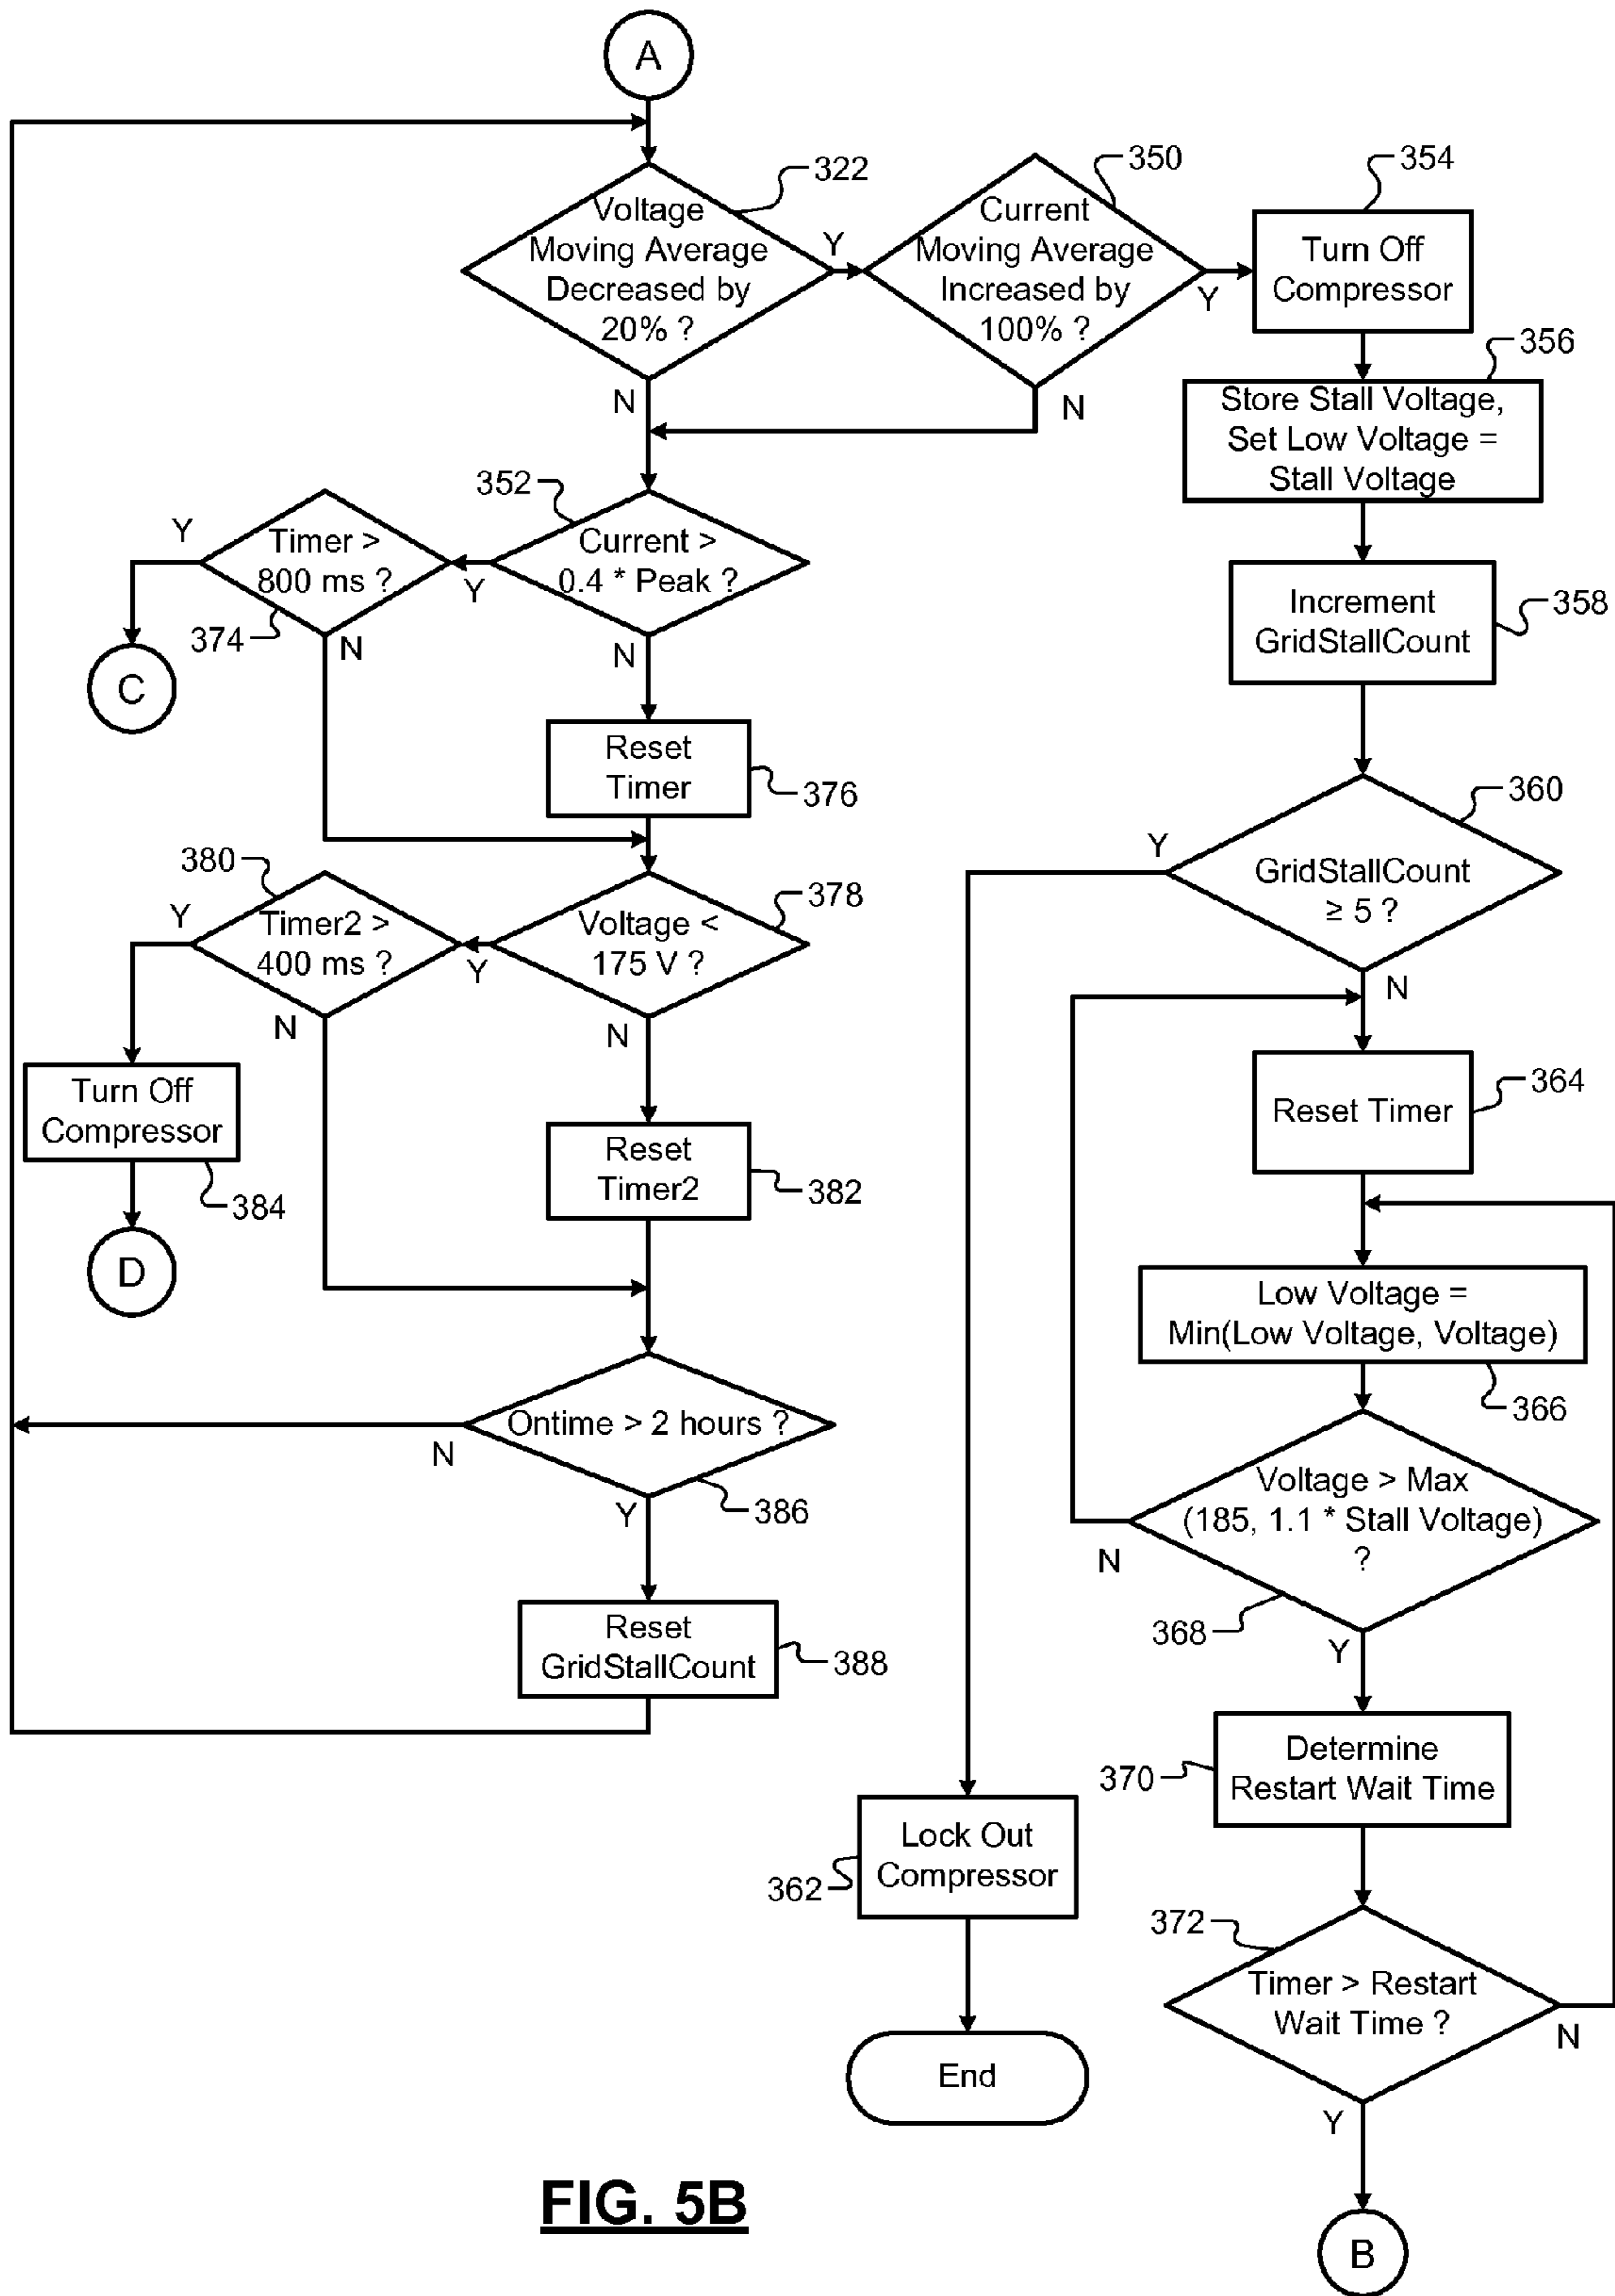 A
322
Voltage
Moving Average
Decreased by
20% ?
Y
N
350
Current
Moving Average
Increased by
100% ?
Y
N
354
Turn Off
Compressor
356
Store Stall Voltage,
Set Low Voltage =
Stall Voltage
352
Current >
0.4 * Peak ?
Y
N
Timer >
800 ms ?
Y
374
N
C
358
Increment
GridStallCount
Reset
Timer
376
360
GridStallCount
≥ 5 ?
Y
N
378
Voltage <
175 V ?
Y
N
380
Timer2 >
400 ms ?
Y
N
Turn Off
Compressor
384
D
Reset
Timer2
382
364
Reset Timer
Low Voltage =
Min(Low Voltage, Voltage)
366
Ontime > 2 hours ?
N
386
Y
Voltage > Max
(185, 1.1 * Stall Voltage)
?
N
368
Y
Reset
GridStallCount
388
Determine
Restart Wait Time
370
Lock Out
Compressor
362
372
Timer > Restart
Wait Time ?
N
Y
End
FIG. 5B
B